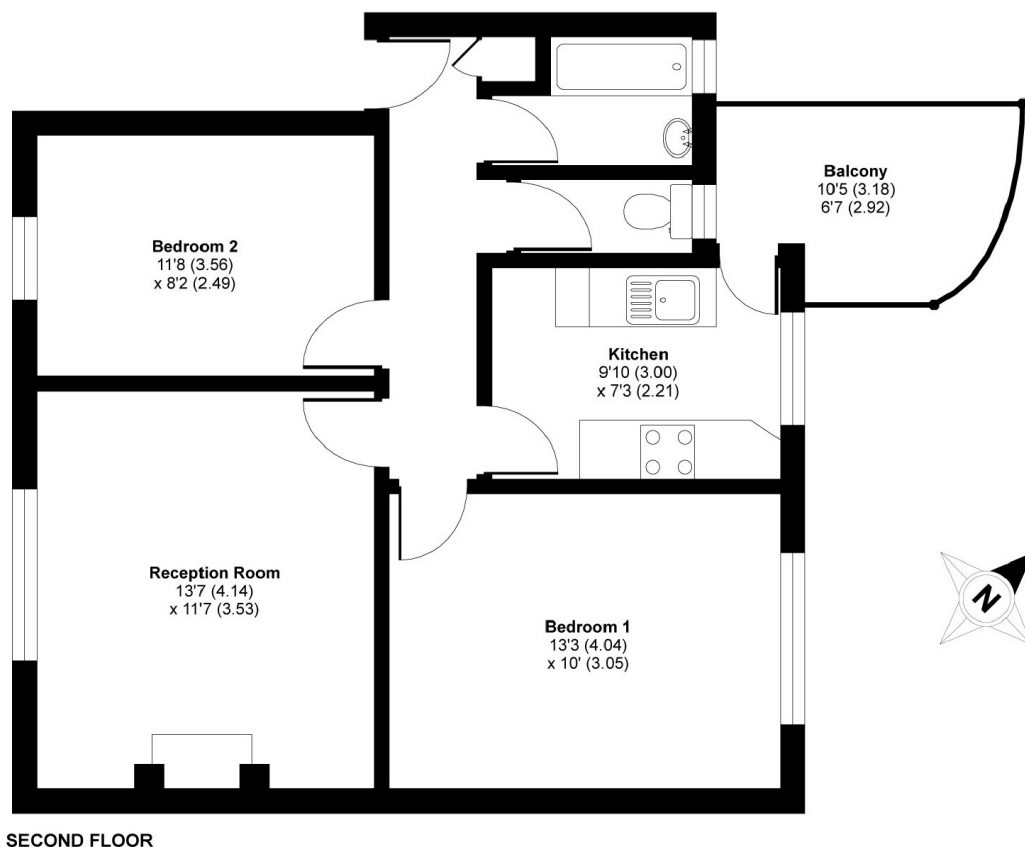 Balcony
10'5 (3.18)
6'7 (2.92)
Bedroom 2
11'8 (3.56)
x 8'2 (2.49)
Kitchen
9'10 (3.00)
x 7'3 (2.21)
Reception Room
13'7 (4.14)
x 11'7 (3.53)
Bedroom 1
13'3 (4.04)
x 10' (3.05)
N
SECOND FLOOR